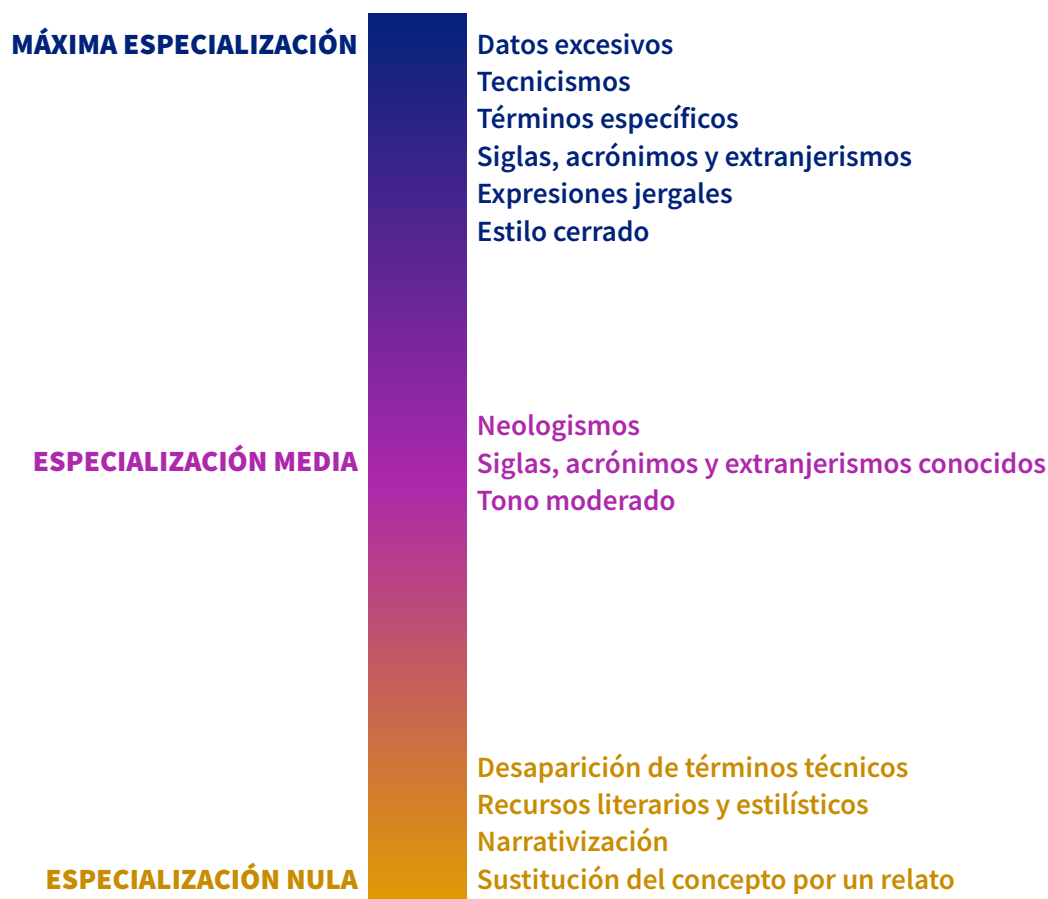 MÁXIMA ESPECIALIZACIÓN
Datos excesivos
Tecnicismos
Términos específicos
Siglas, acrónimos y extranjerismos
Expresiones jergales
Estilo cerrado
ESPECIALIZACIÓN MEDIA
Neologismos
Siglas, acrónimos y extranjerismos conocidos
Tono moderado
Desaparición de términos técnicos
Recursos literarios y estilísticos
Narrativización
ESPECIALIZACIÓN NULA
Sustitución del concepto por un relato